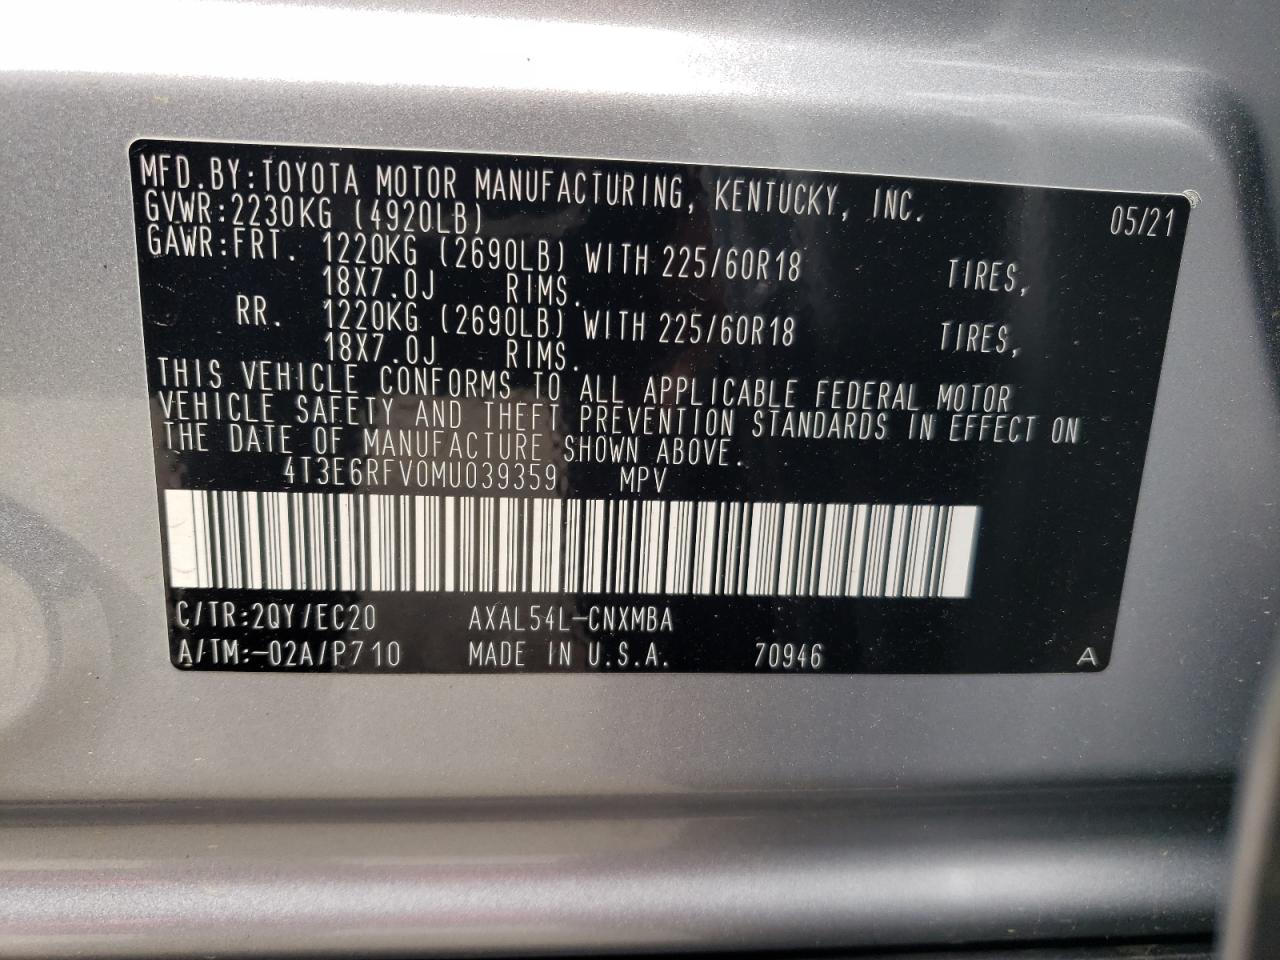 MFD.BY:TOYOTA MOTOR MANUFACTURING, KENTUCKY, INC. 05/21
GVWR:2230KG (4920LB)
GAWR:FRT. 1220KG (2690LB) WITH 225/60R18 TIRES,
18X7.0J RIMS.
RR. 1220KG (2690LB) WITH 225/60R18 TIRES,
18X7.0J RIMS.
THIS VEHICLE CONFORMS TO ALL APPLICABLE FEDERAL MOTOR
VEHICLE SAFETY AND THEFT PREVENTION STANDARDS IN EFFECT ON
THE DATE OF MANUFACTURE SHOWN ABOVE.
4T3E6RFV0MU039359 MPV
C/TR:2QY/EC20 AXAL54L-CNXMBA
A/TM:-02A/P710 MADE IN U.S.A. 70946 A